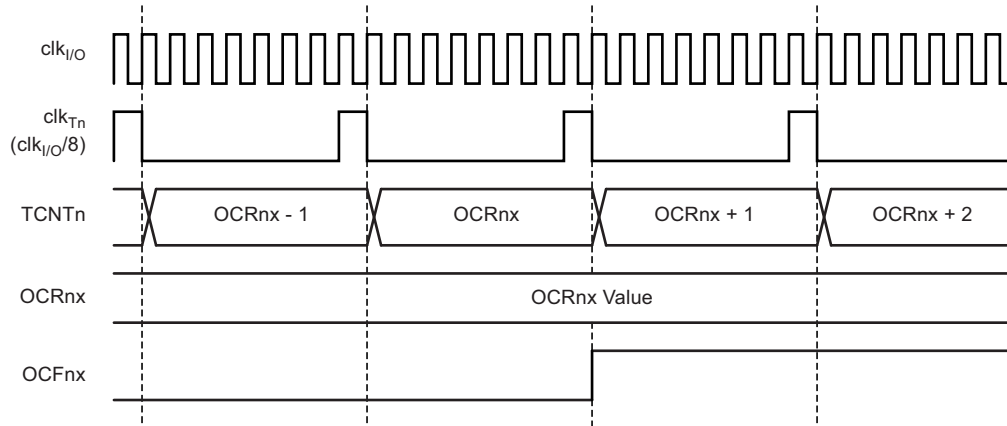 clkI/O
clkTn
(clkI/O/8)
TCNTn OCRnx - 1 OCRnx OCRnx + 1 OCRnx + 2
OCRnx OCRnx Value
OCFnx